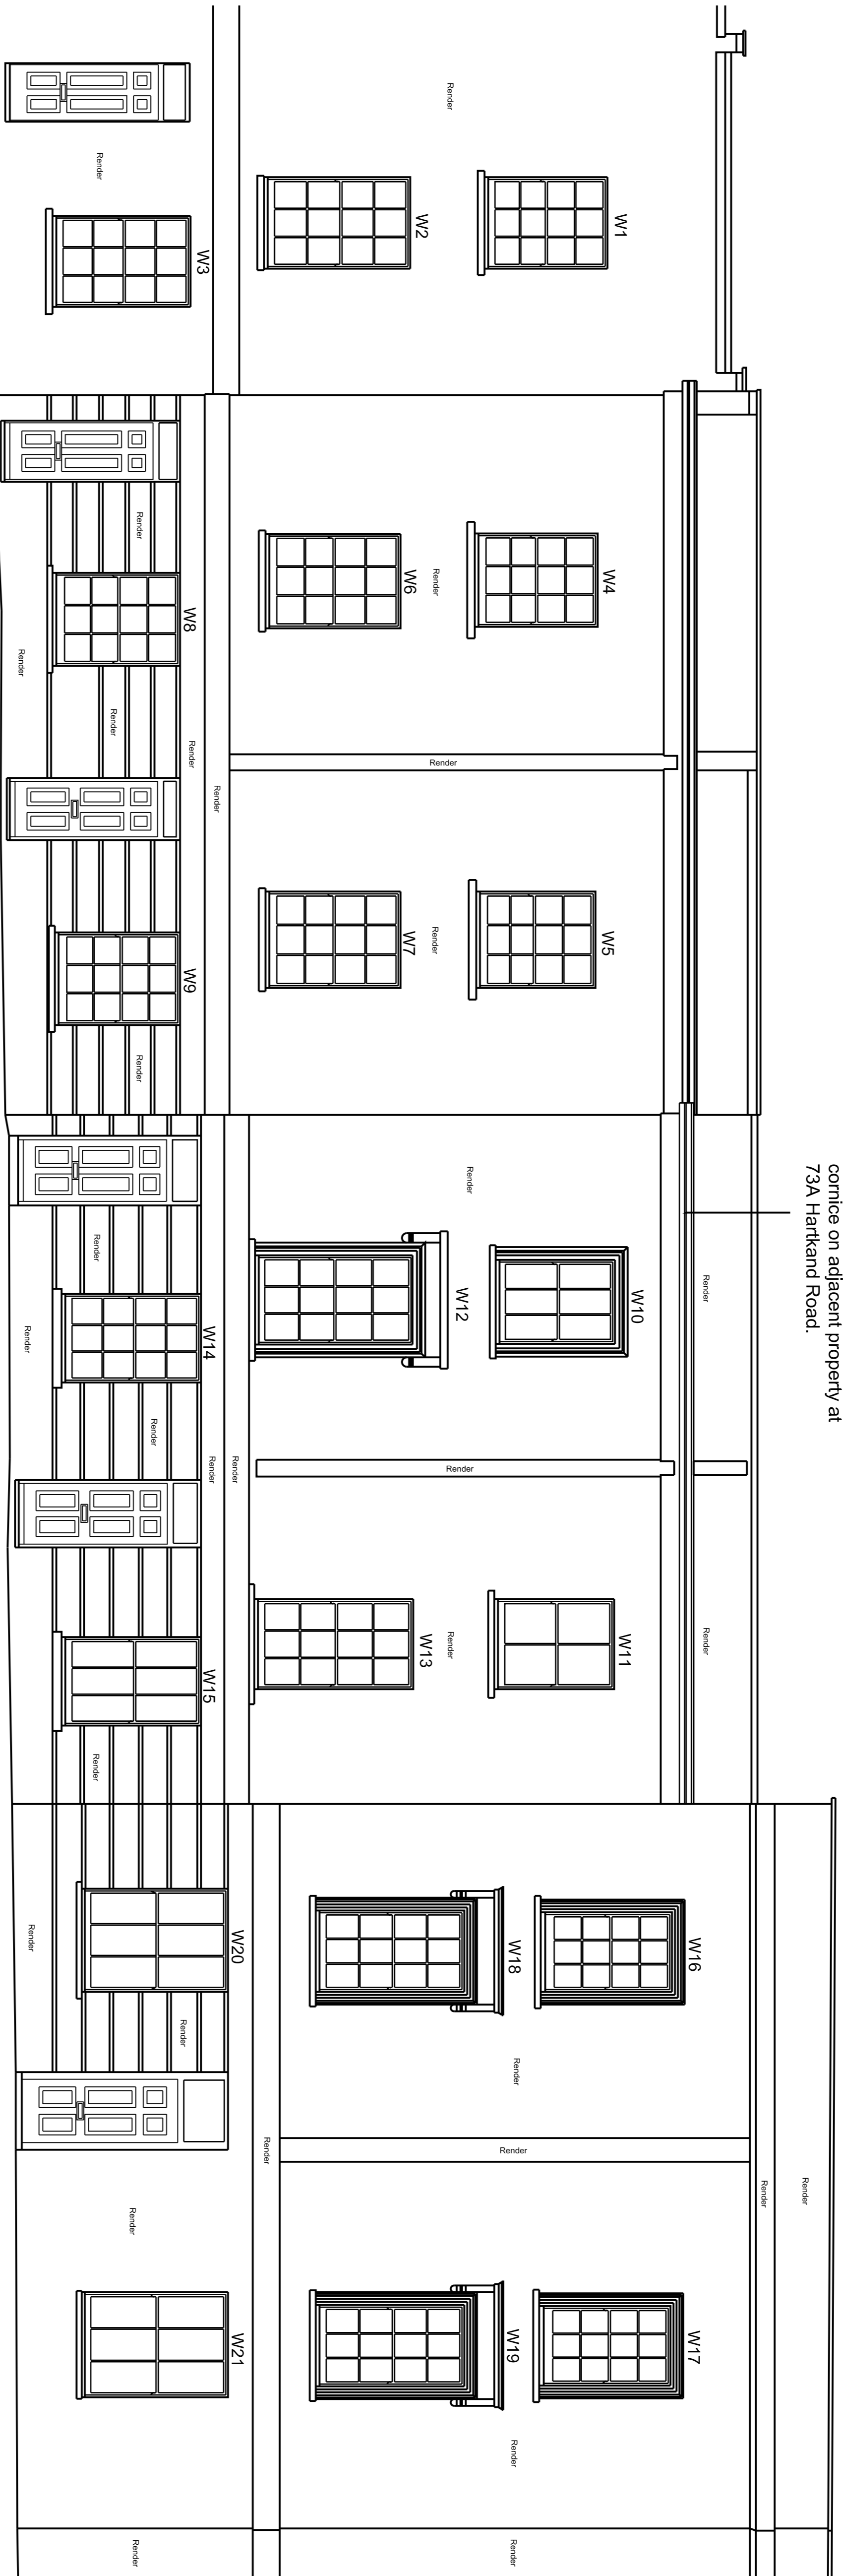 cornice on adjacent property at
73A Hartkand Road.
Render
Render
Render
Render
W1
W4
W5
W10
W11
W16
W17
Render
Render
Render
Render
Render
Render
Render
Render
Render
Render
Render
W2
W6
W7
W12
W13
W18
W19
Render
Render
Render
Render
Render
W3
W8
W9
W14
W15
W20
W21
Render
Render
Render
Render
Render
Render
Render
Render
Render
Render
Render
Render
Render